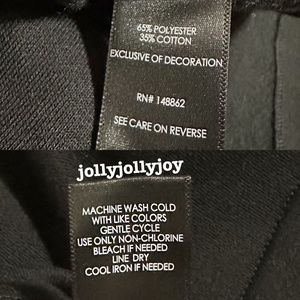 65% POLYESTER
35% COTTON
EXCLUSIVE OF DECORATION
RN# 148862
SEE CARE ON REVERSE
jollyjollyjoy
MACHINE WASH COLD
WITH LIKE COLORS
GENTLE CYCLE
USE ONLY NON-CHLORINE
BLEACH IF NEEDED
LINE DRY
COOL IRON IF NEEDED